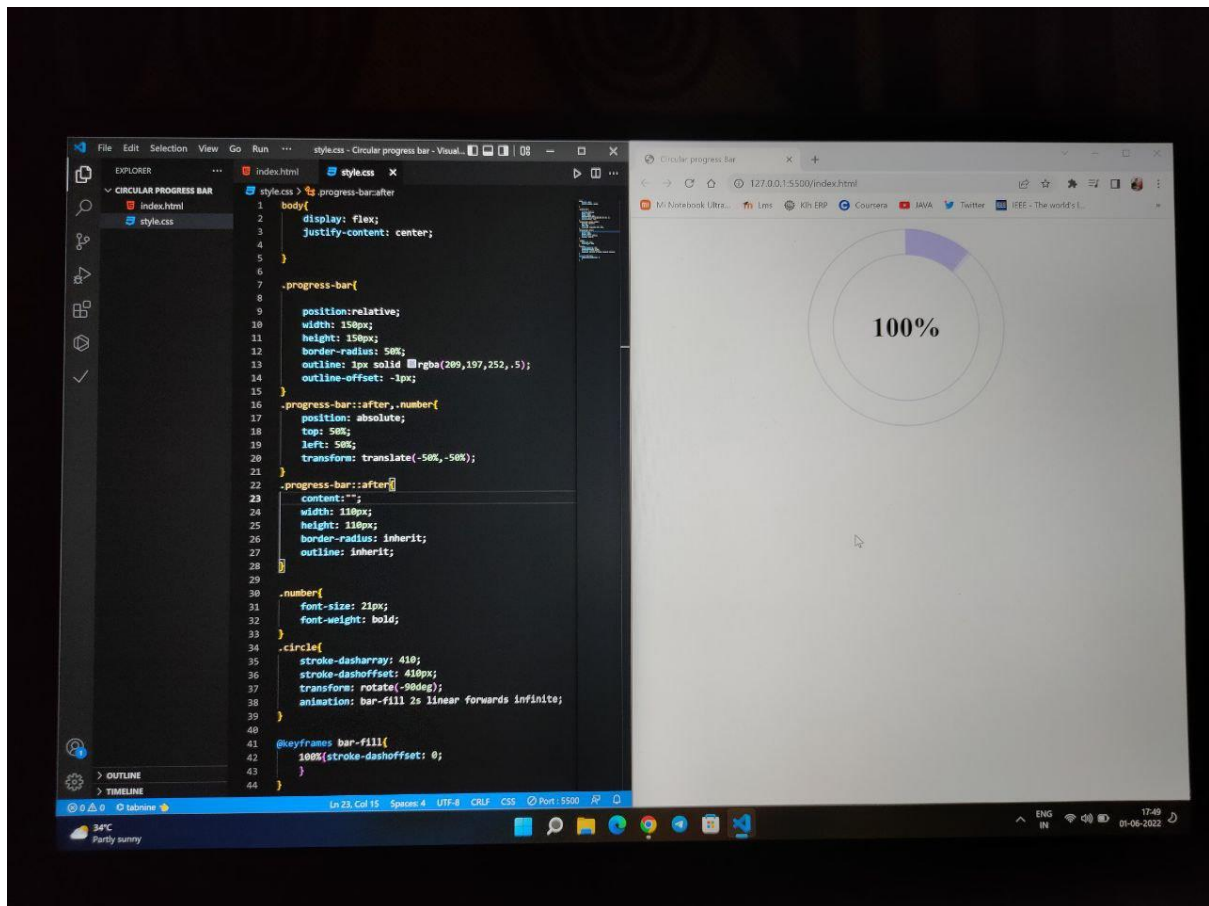 File Edit Selection View Go Run ··· style.css - Circular progress bar - Visual...
EXPLORER ···
CIRCULAR PROGRESS BAR
index.html
style.css
index.html style.css
style.css > .progress-bar::after
1 body{
2 display: flex;
3 justify-content: center;
4
5 }
6
7 .progress-bar{
8
9 position:relative;
10 width: 150px;
11 height: 150px;
12 border-radius: 50%;
13 outline: 1px solid rgba(209,197,252,.5);
14 outline-offset: -1px;
15 }
16 .progress-bar::after,.number{
17 position: absolute;
18 top: 50%;
19 left: 50%;
20 transform: translate(-50%,-50%);
21 }
22 .progress-bar::after{
23 content:"";
24 width: 110px;
25 height: 110px;
26 border-radius: inherit;
27 outline: inherit;
28 }
29
30 .number{
31 font-size: 21px;
32 font-weight: bold;
33 }
34 .circle{
35 stroke-dasharray: 410;
36 stroke-dashoffset: 410px;
37 transform: rotate(-90deg);
38 animation: bar-fill 2s linear forwards infinite;
39 }
40
41 @keyframes bar-fill{
42 100%{stroke-dashoffset: 0;
43 }
44 }
OUTLINE
TIMELINE
0 0 tabnine Ln 23, Col 15 Spaces: 4 UTF-8 CRLF CSS Port : 5500
Circular progress Bar
127.0.0.1:5500/index.html
Mi Notebook Ultra... Lms ERP Coursera JAVA Twitter IEEE - The world's l...
100%
34°C
Partly sunny
ENG
IN
17:49
01-06-2022